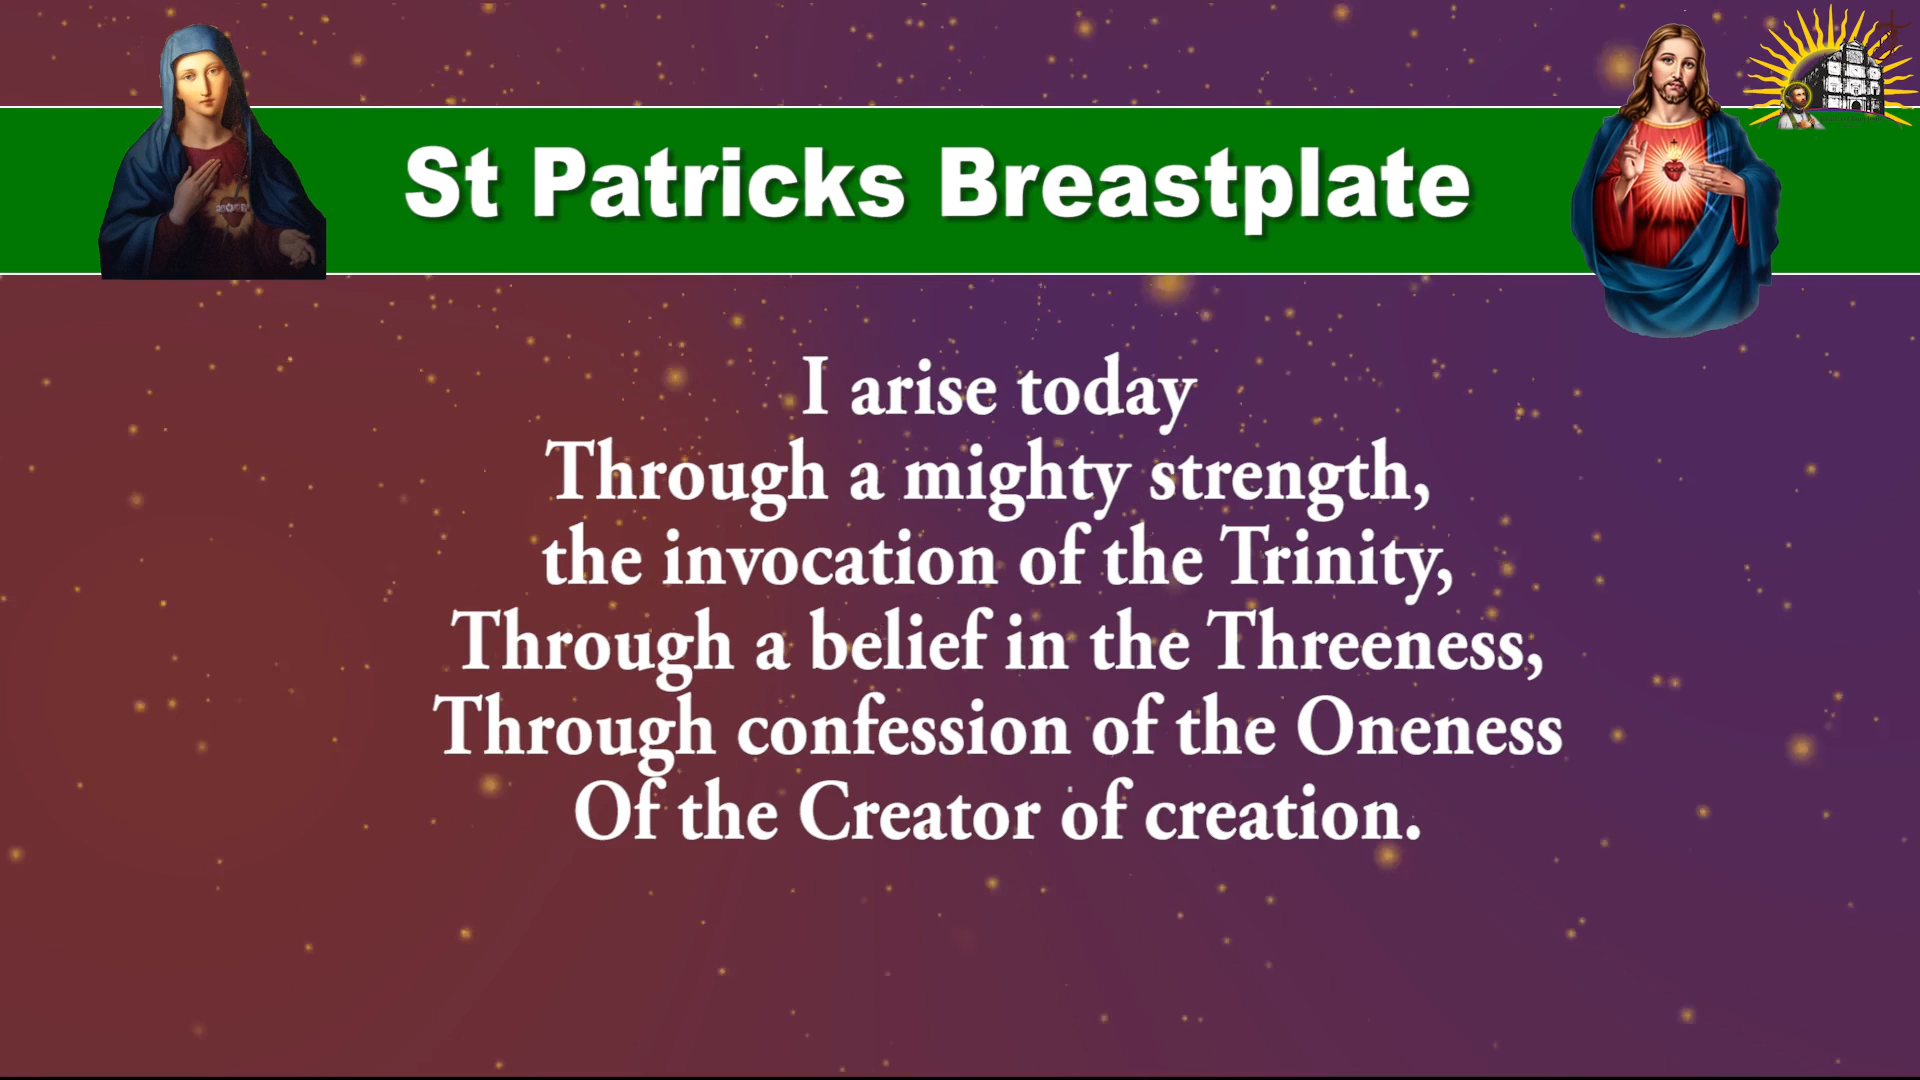 St Patricks Breastplate
I arise today
Through a mighty strength,
the invocation of the Trinity,
Through a belief in the Threeness,
Through confession of the Oneness
Of the Creator of creation.